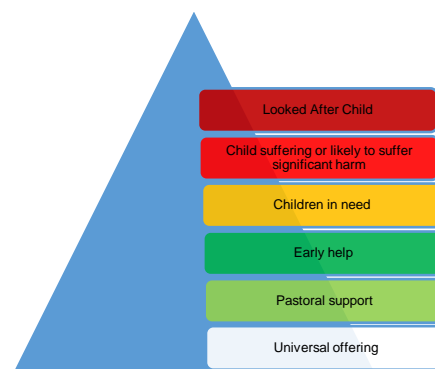 Looked After Child
Child suffering or likely to suffer
significant harm
Children in need
Early help
Pastoral support
Universal offering